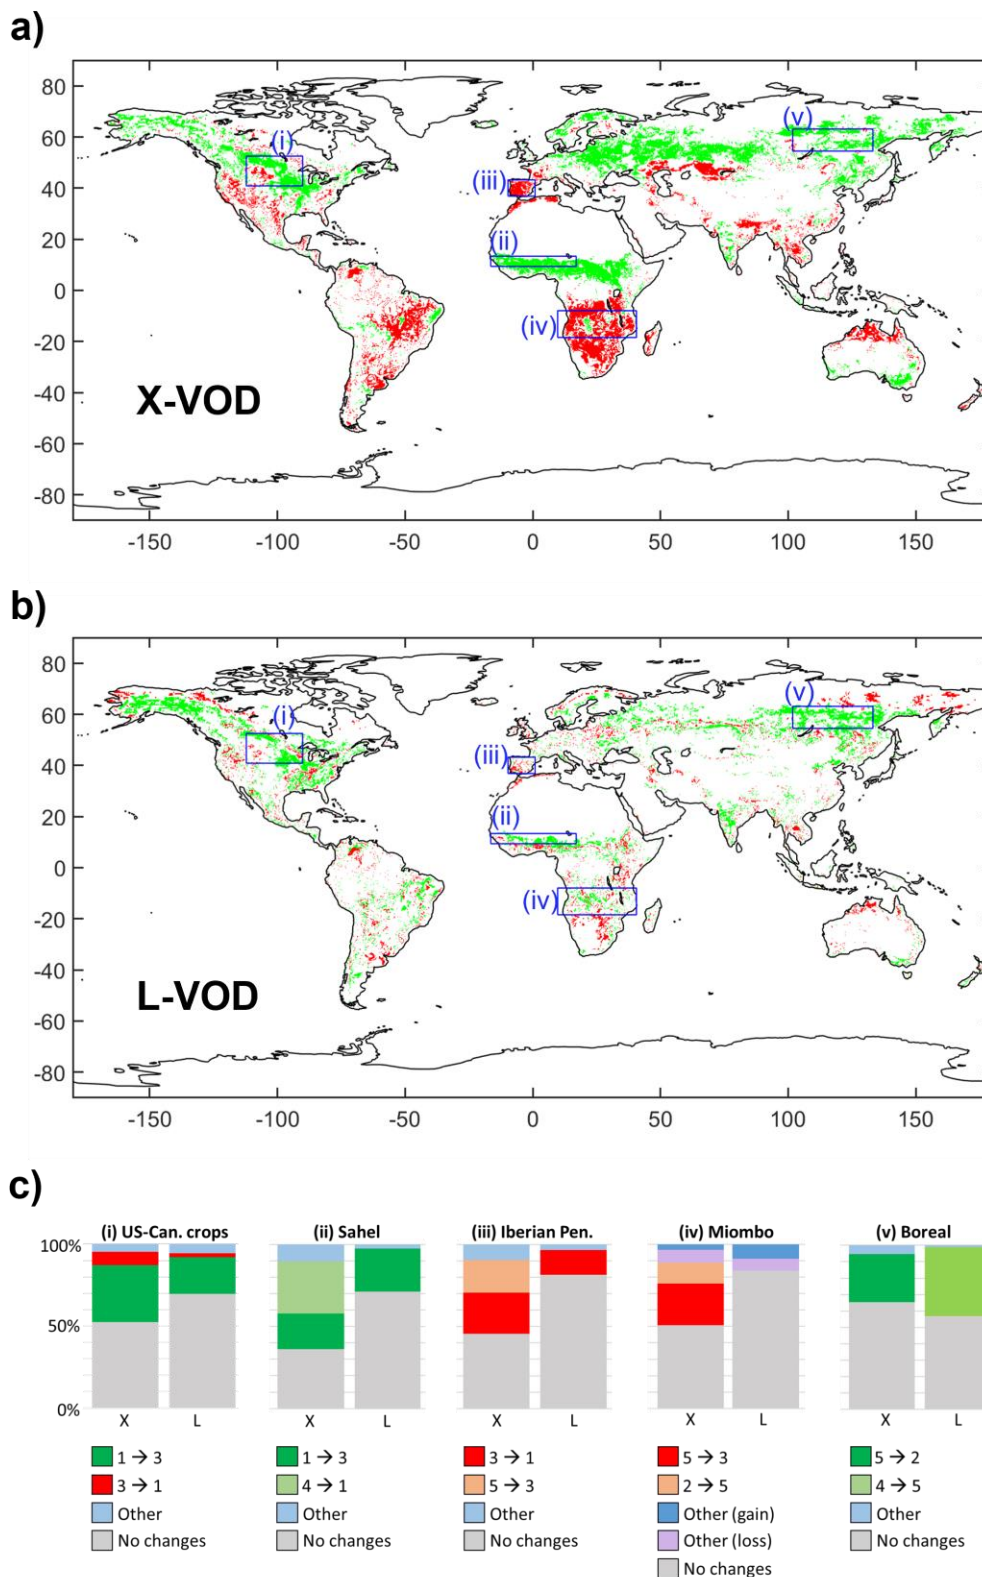 a)
80
60
40
20
0
-20
-40
-60
-80
(i)
(v)
(iii)
(ii)
(iv)
X-VOD
-150 -100 -50 0 50 100 150
b)
80
60
40
20
0
-20
-40
-60
-80
(i)
(v)
(iii)
(ii)
(iv)
L-VOD
-150 -100 -50 0 50 100 150
c)
(i) US-Can. crops (ii) Sahel (iii) Iberian Pen. (iv) Miombo (v) Boreal
100%
50%
0%
X L X L X L X L X L
1 → 3 1 → 3 3 → 1 5 → 3 5 → 2
3 → 1 4 → 1 5 → 3 2 → 5 4 → 5
Other Other Other Other (gain) Other
No changes No changes No changes Other (loss) No changes
No changes